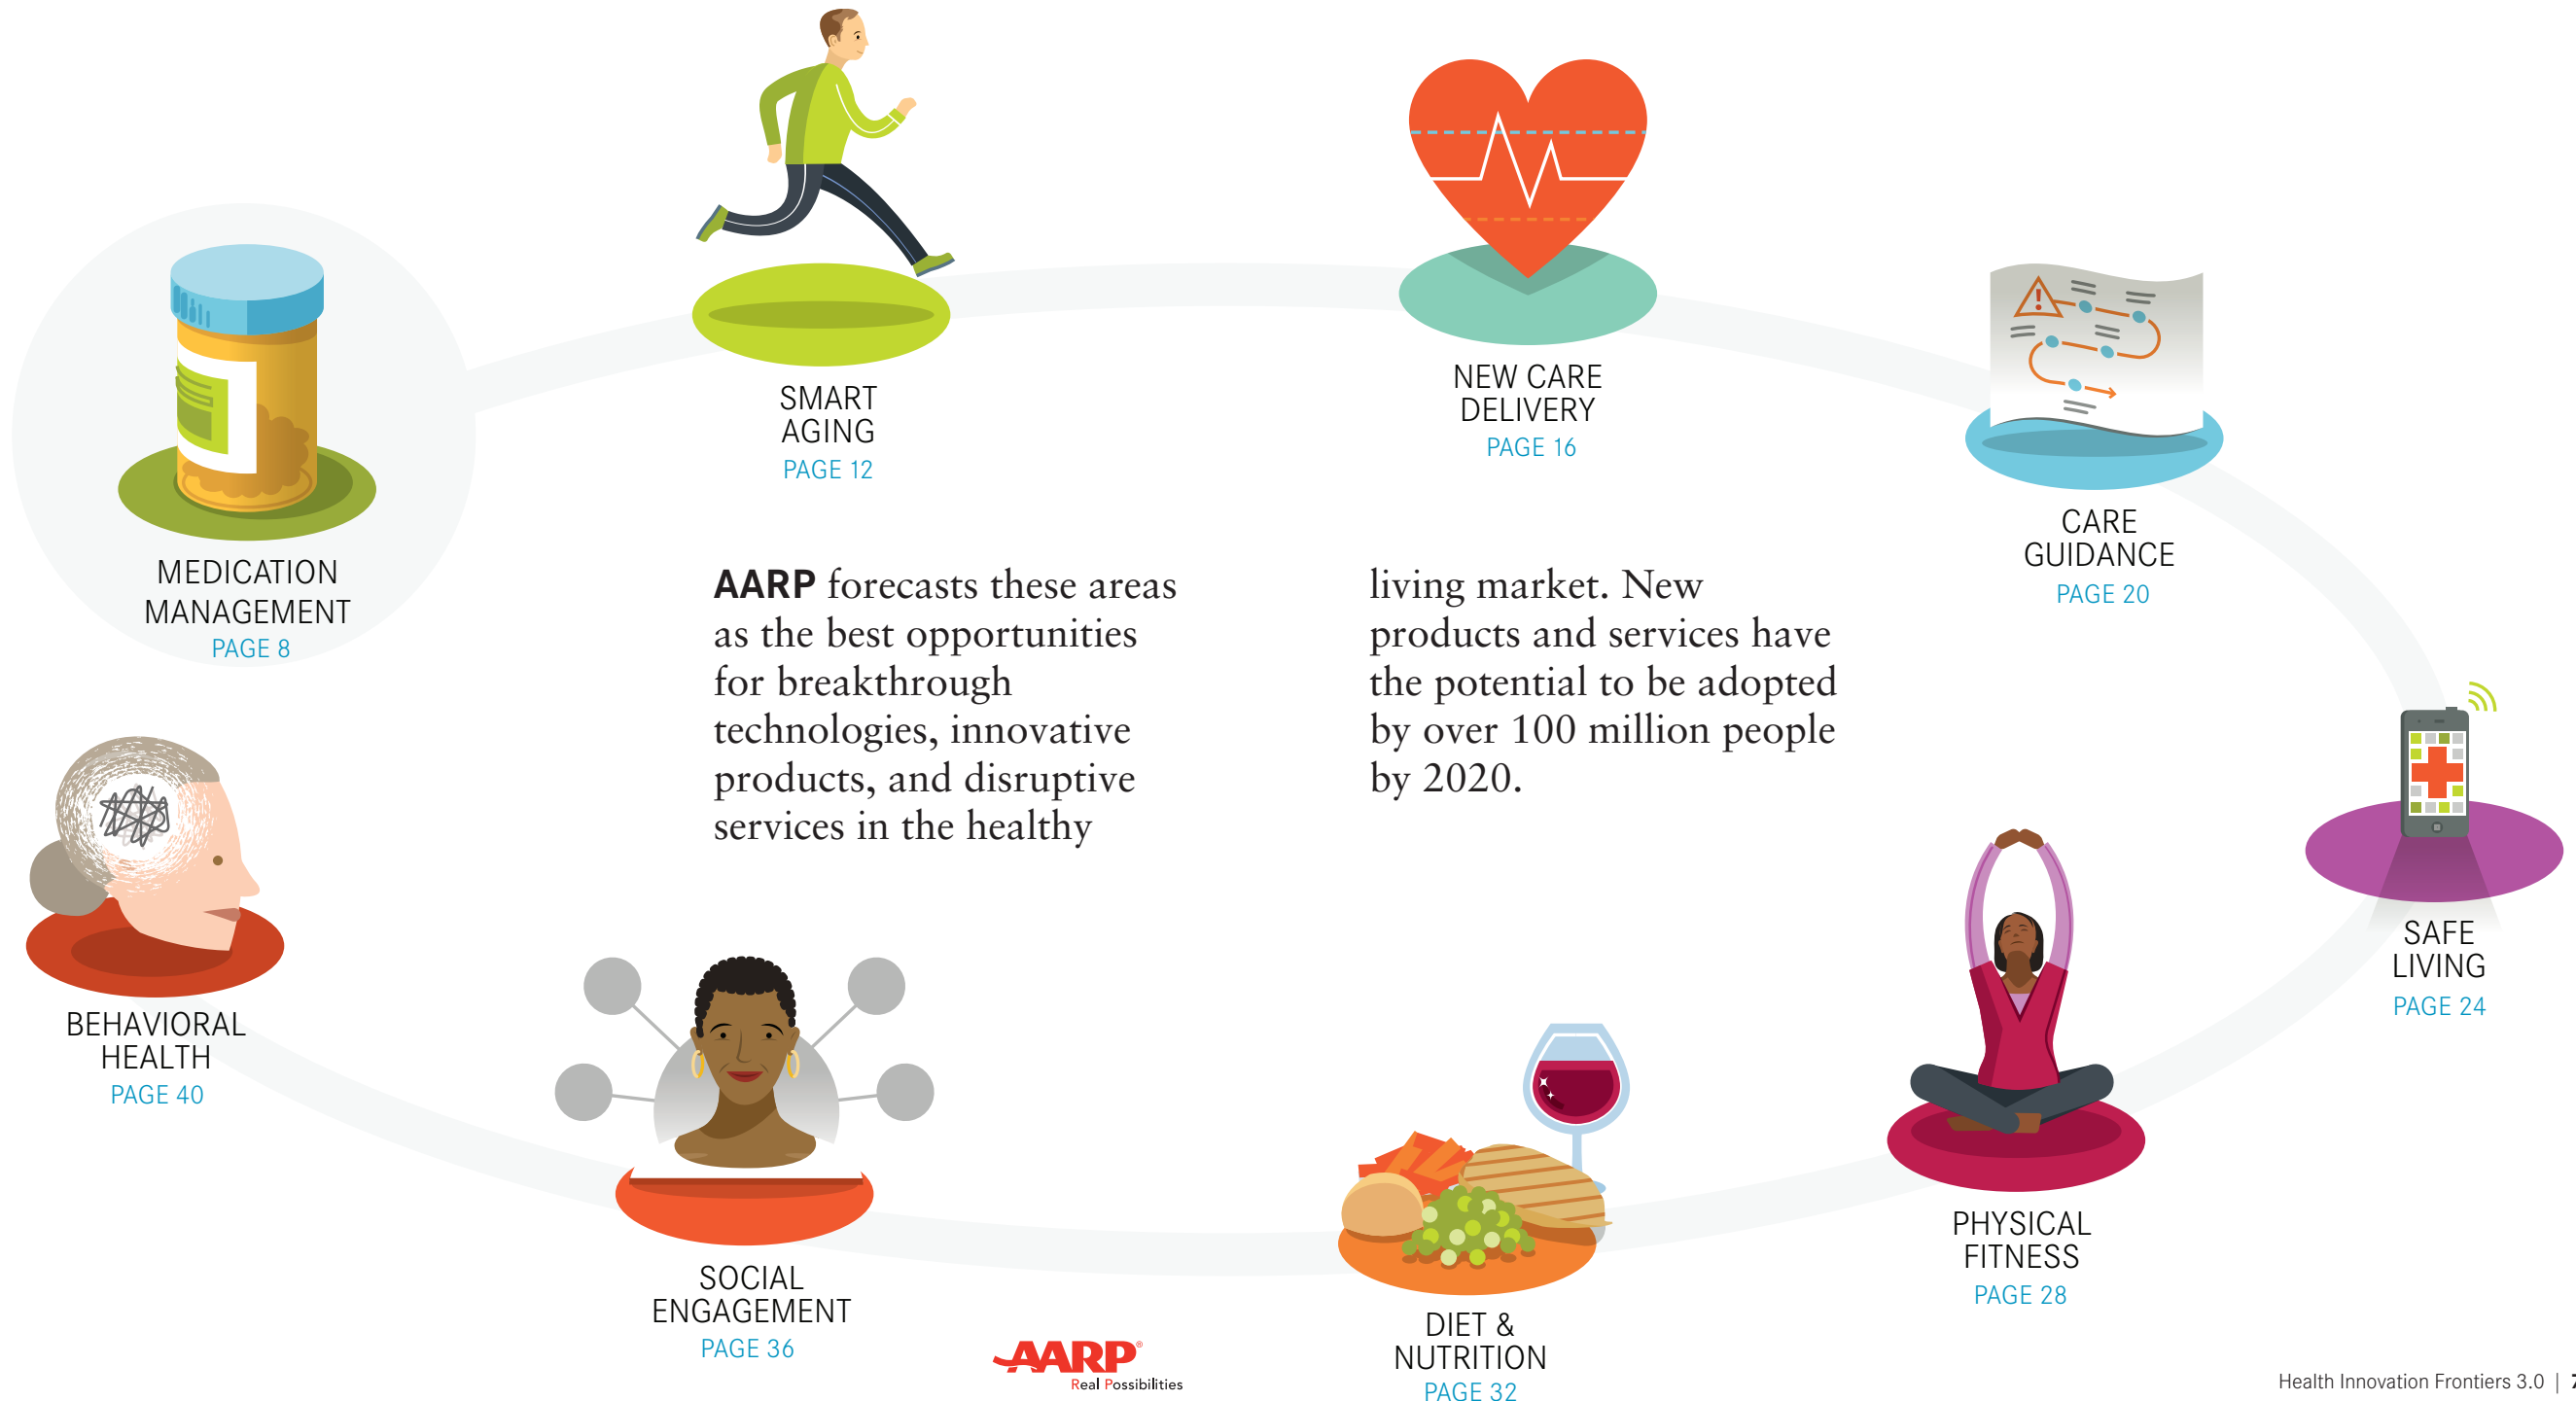 MEDICATION
MANAGEMENT
PAGE 8
SMART
AGING
PAGE 12
NEW CARE
DELIVERY
PAGE 16
CARE
GUIDANCE
PAGE 20
SAFE
LIVING
PAGE 24
PHYSICAL
FITNESS
PAGE 28
DIET &
NUTRITION
PAGE 32
SOCIAL
ENGAGEMENT
PAGE 36
BEHAVIORAL
HEALTH
PAGE 40
AARP forecasts these areas
as the best opportunities
for breakthrough
technologies, innovative
products, and disruptive
services in the healthy
living market. New
products and services have
the potential to be adopted
by over 100 million people
by 2020.
!
AARP®
Real Possibilities
Health Innovation Frontiers 3.0 | 7